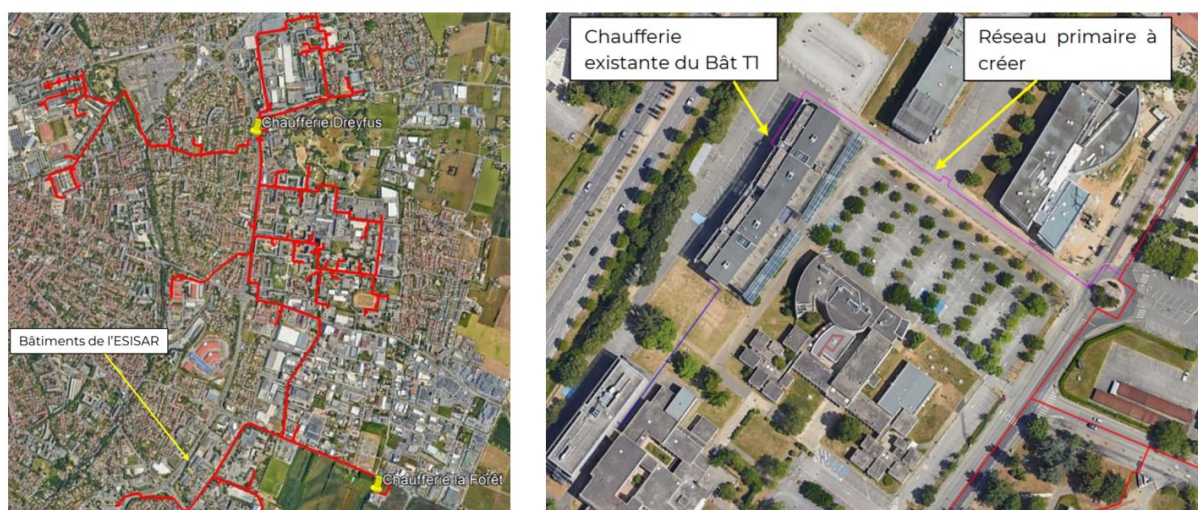 Chaufferie Dreyfus
Bâtiments de l'ESISAR
Chaufferie la Forêt
Chaufferie
existante du Bât T1
Réseau primaire à
créer